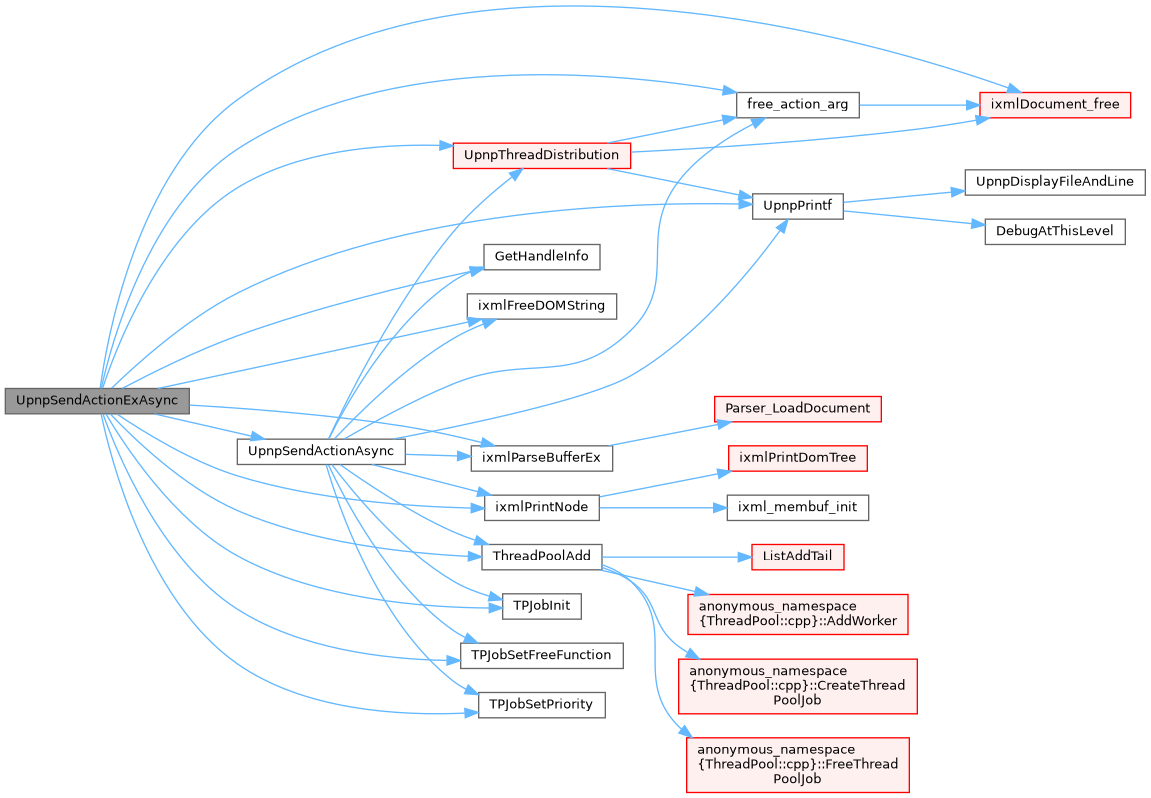 free_action_arg
ixmlDocument_free
UpnpThreadDistribution
UpnpDisplayFileAndLine
UpnpPrintf
DebugAtThisLevel
GetHandleInfo
ixmlFreeDOMString
UpnpSendActionExAsync
Parser_LoadDocument
UpnpSendActionAsync
ixmlParseBufferEx
ixmlPrintDomTree
ixmlPrintNode
ixml_membuf_init
ThreadPoolAdd
ListAddTail
TPJobInit
anonymous_namespace
{ThreadPool::cpp}::AddWorker
TPJobSetFreeFunction
anonymous_namespace
{ThreadPool::cpp}::CreateThread
PoolJob
TPJobSetPriority
anonymous_namespace
{ThreadPool::cpp}::FreeThread
PoolJob